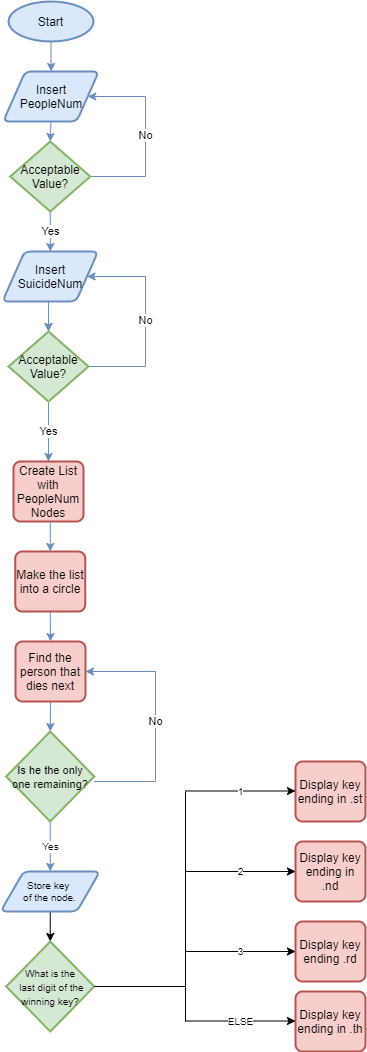 Start
Insert
PeopleNum
No
Acceptable
Value?
Yes
Insert
SuicideNum
No
Acceptable
Value?
Yes
Create List
with
PeopleNum
Nodes
Make the list
into a circle
Find the
person that
dies next
No
Is he the only
one remaining?
Yes
Store key
of the node.
What is the
last digit of the
winning key?
1
Display key
ending in .st
2
Display key
ending in
.nd
3
Display key
ending .rd
ELSE
Display key
ending in .th